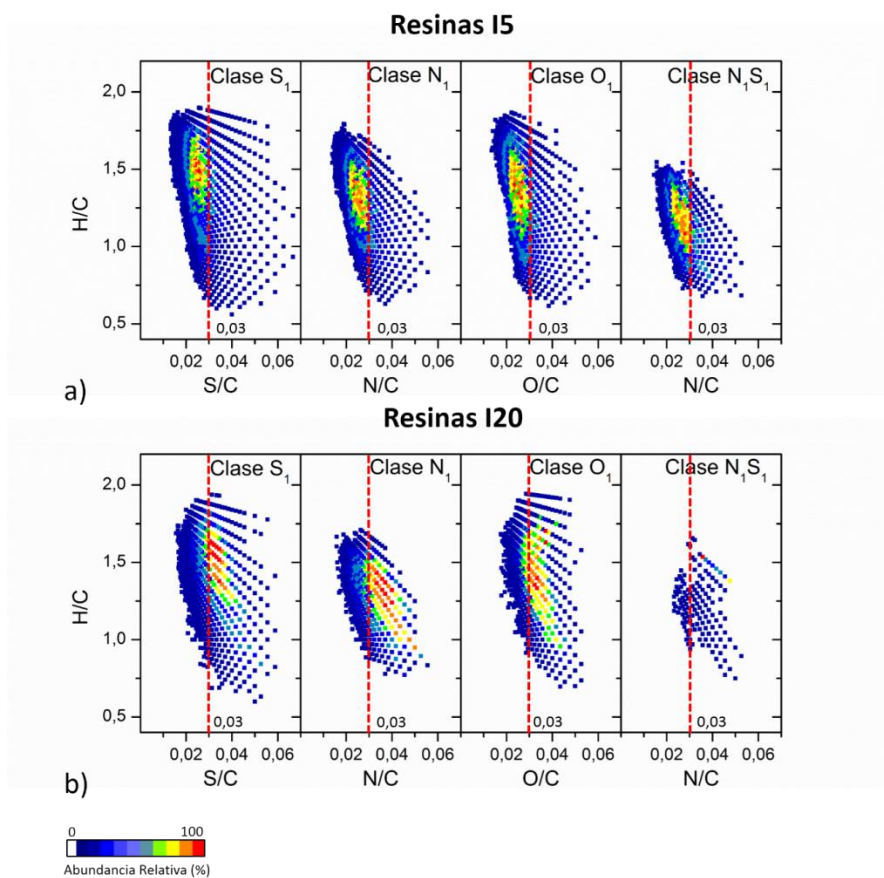 Resinas I5
Clase S₁ Clase N₁ Clase O₁ Clase N₁S₁
2,0
1,5
1,0
0,5
H/C
0,03 0,03 0,03 0,03
0,02 0,04 0,06 0,02 0,04 0,06 0,02 0,04 0,06 0,02 0,04 0,06
S/C N/C O/C N/C
a)
Resinas I20
Clase S₁ Clase N₁ Clase O₁ Clase N₁S₁
2,0
1,5
1,0
0,5
H/C
0,03 0,03 0,03 0,03
0,02 0,04 0,06 0,02 0,04 0,06 0,02 0,04 0,06 0,02 0,04 0,06
S/C N/C O/C N/C
b)
0 100
Abundancia Relativa (%)